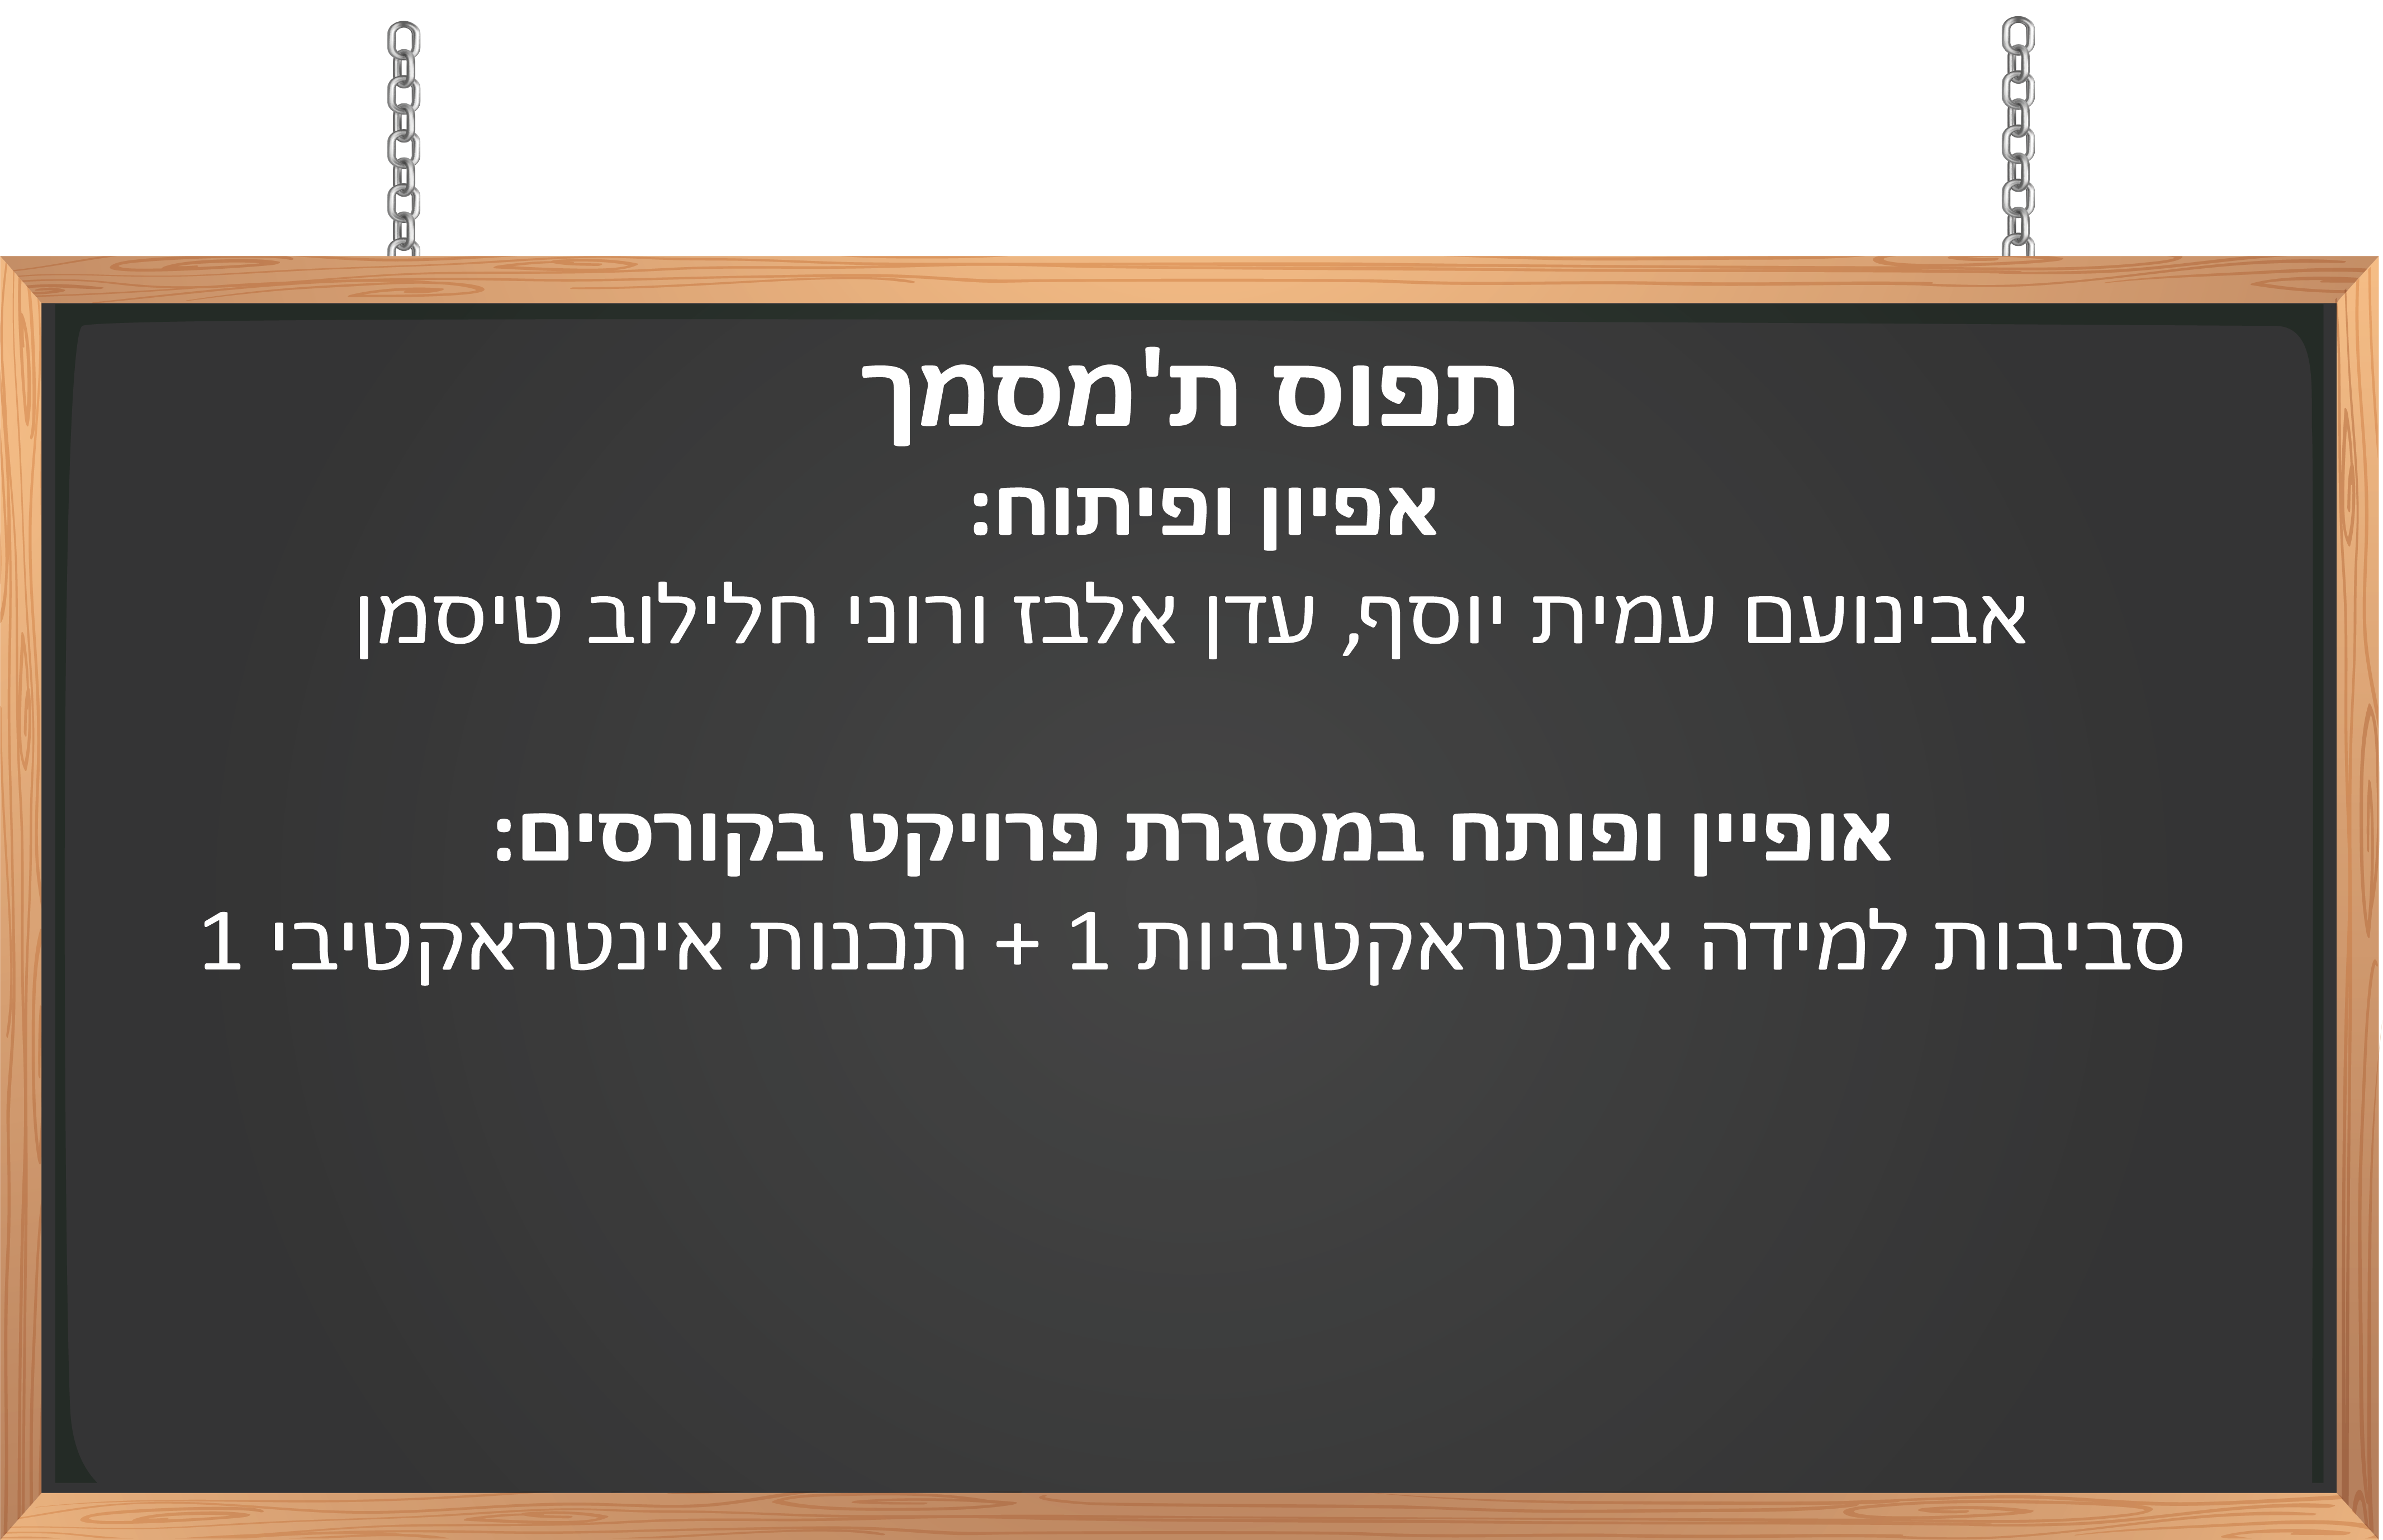 תפוס ת'מסמך
אפיון ופיתוח:
אבינועם עמית יוסף, עדן אלבז ורוני חלילוב טיסמן
אופיין ופותח במסגרת פרויקט בקורסים:
סביבות למידה אינטראקטיביות 1 + תכנות אינטראקטיבי 1